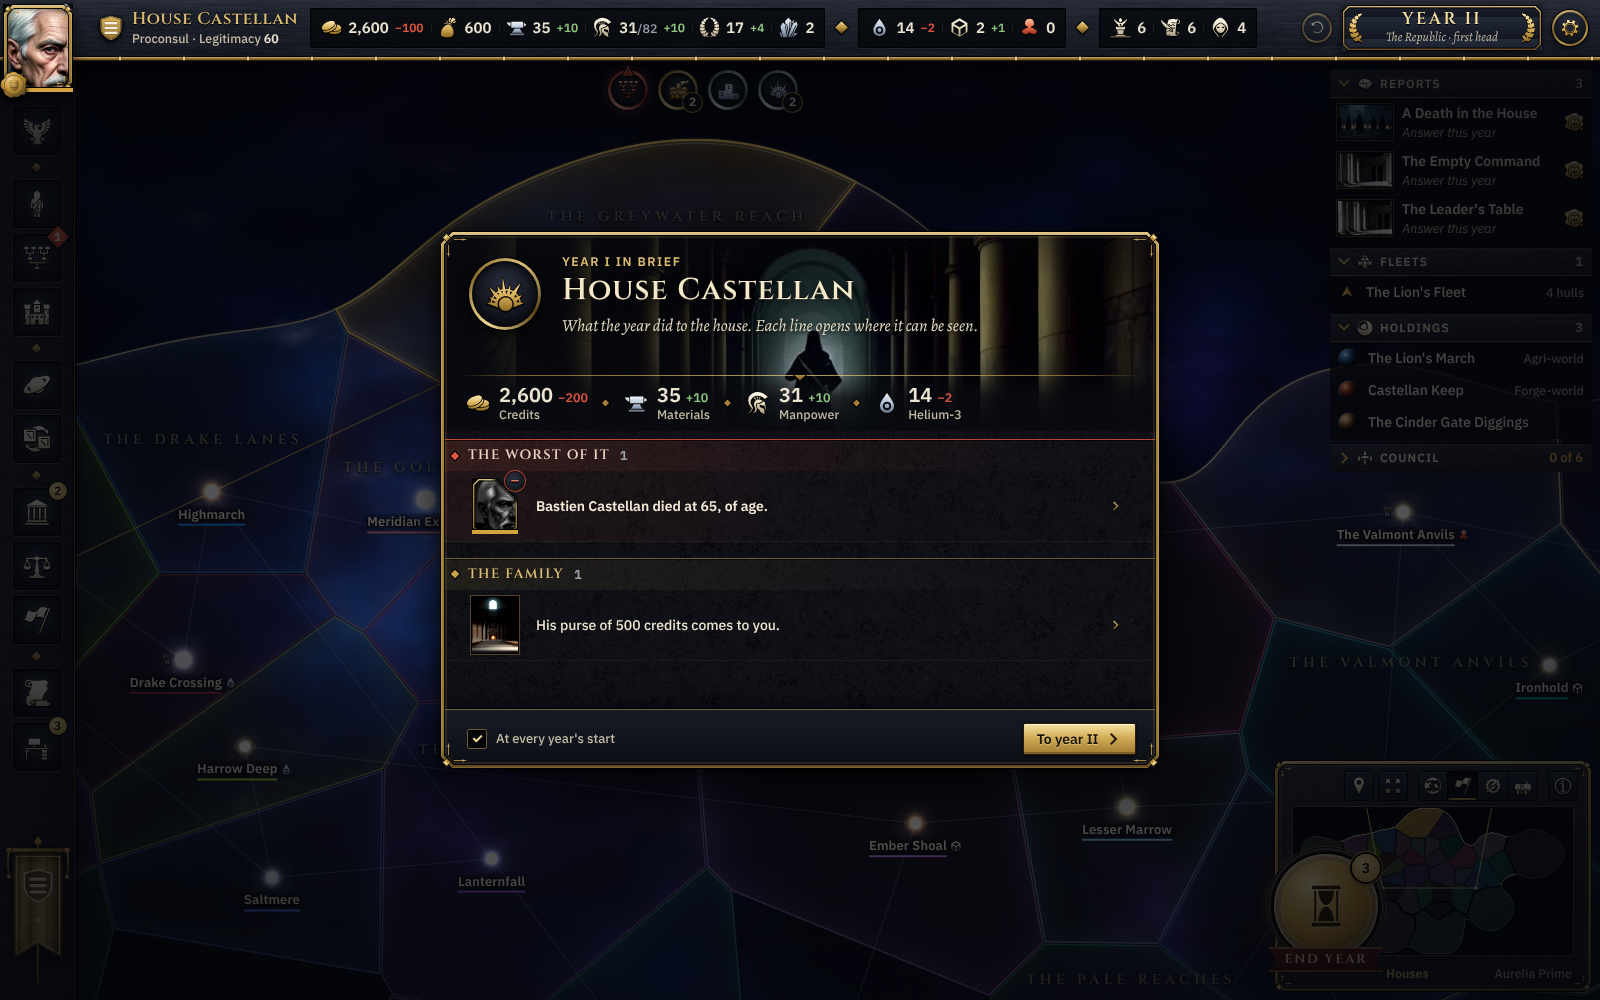 HOUSE CASTELLAN
Proconsul · Legitimacy 60
2,600 −100
600
35 +10
31/82 +10
17 +4
2
14 −2
2 +1
0
6
6
4
YEAR II
The Republic · first head
2
2
REPORTS 3
A Death in the House
Answer this year
The Empty Command
Answer this year
The Leader's Table
Answer this year
FLEETS 1
The Lion's Fleet 4 hulls
HOLDINGS 3
The Lion's March Agri-world
Castellan Keep Forge-world
The Cinder Gate Diggings
COUNCIL 0 of 6
1
2
3
THE GREYWATER REACH
YEAR I IN BRIEF
HOUSE CASTELLAN
What the year did to the house. Each line opens where it can be seen.
2,600 −200
Credits
35 +10
Materials
31 +10
Manpower
14 −2
Helium-3
THE WORST OF IT 1
Bastien Castellan died at 65, of age.
THE FAMILY 1
His purse of 500 credits comes to you.
At every year's start
To year II
THE DRAKE LANES
THE GOL
Highmarch
Meridian Ex
The Valmont Anvils
THE VALMONT ANVILS
Drake Crossing
Ironhold
Harrow Deep
Saltmere
Lanternfall
Ember Shoal
Lesser Marrow
THE PALE REACHES
3
END YEAR
Houses
Aurelia Prime